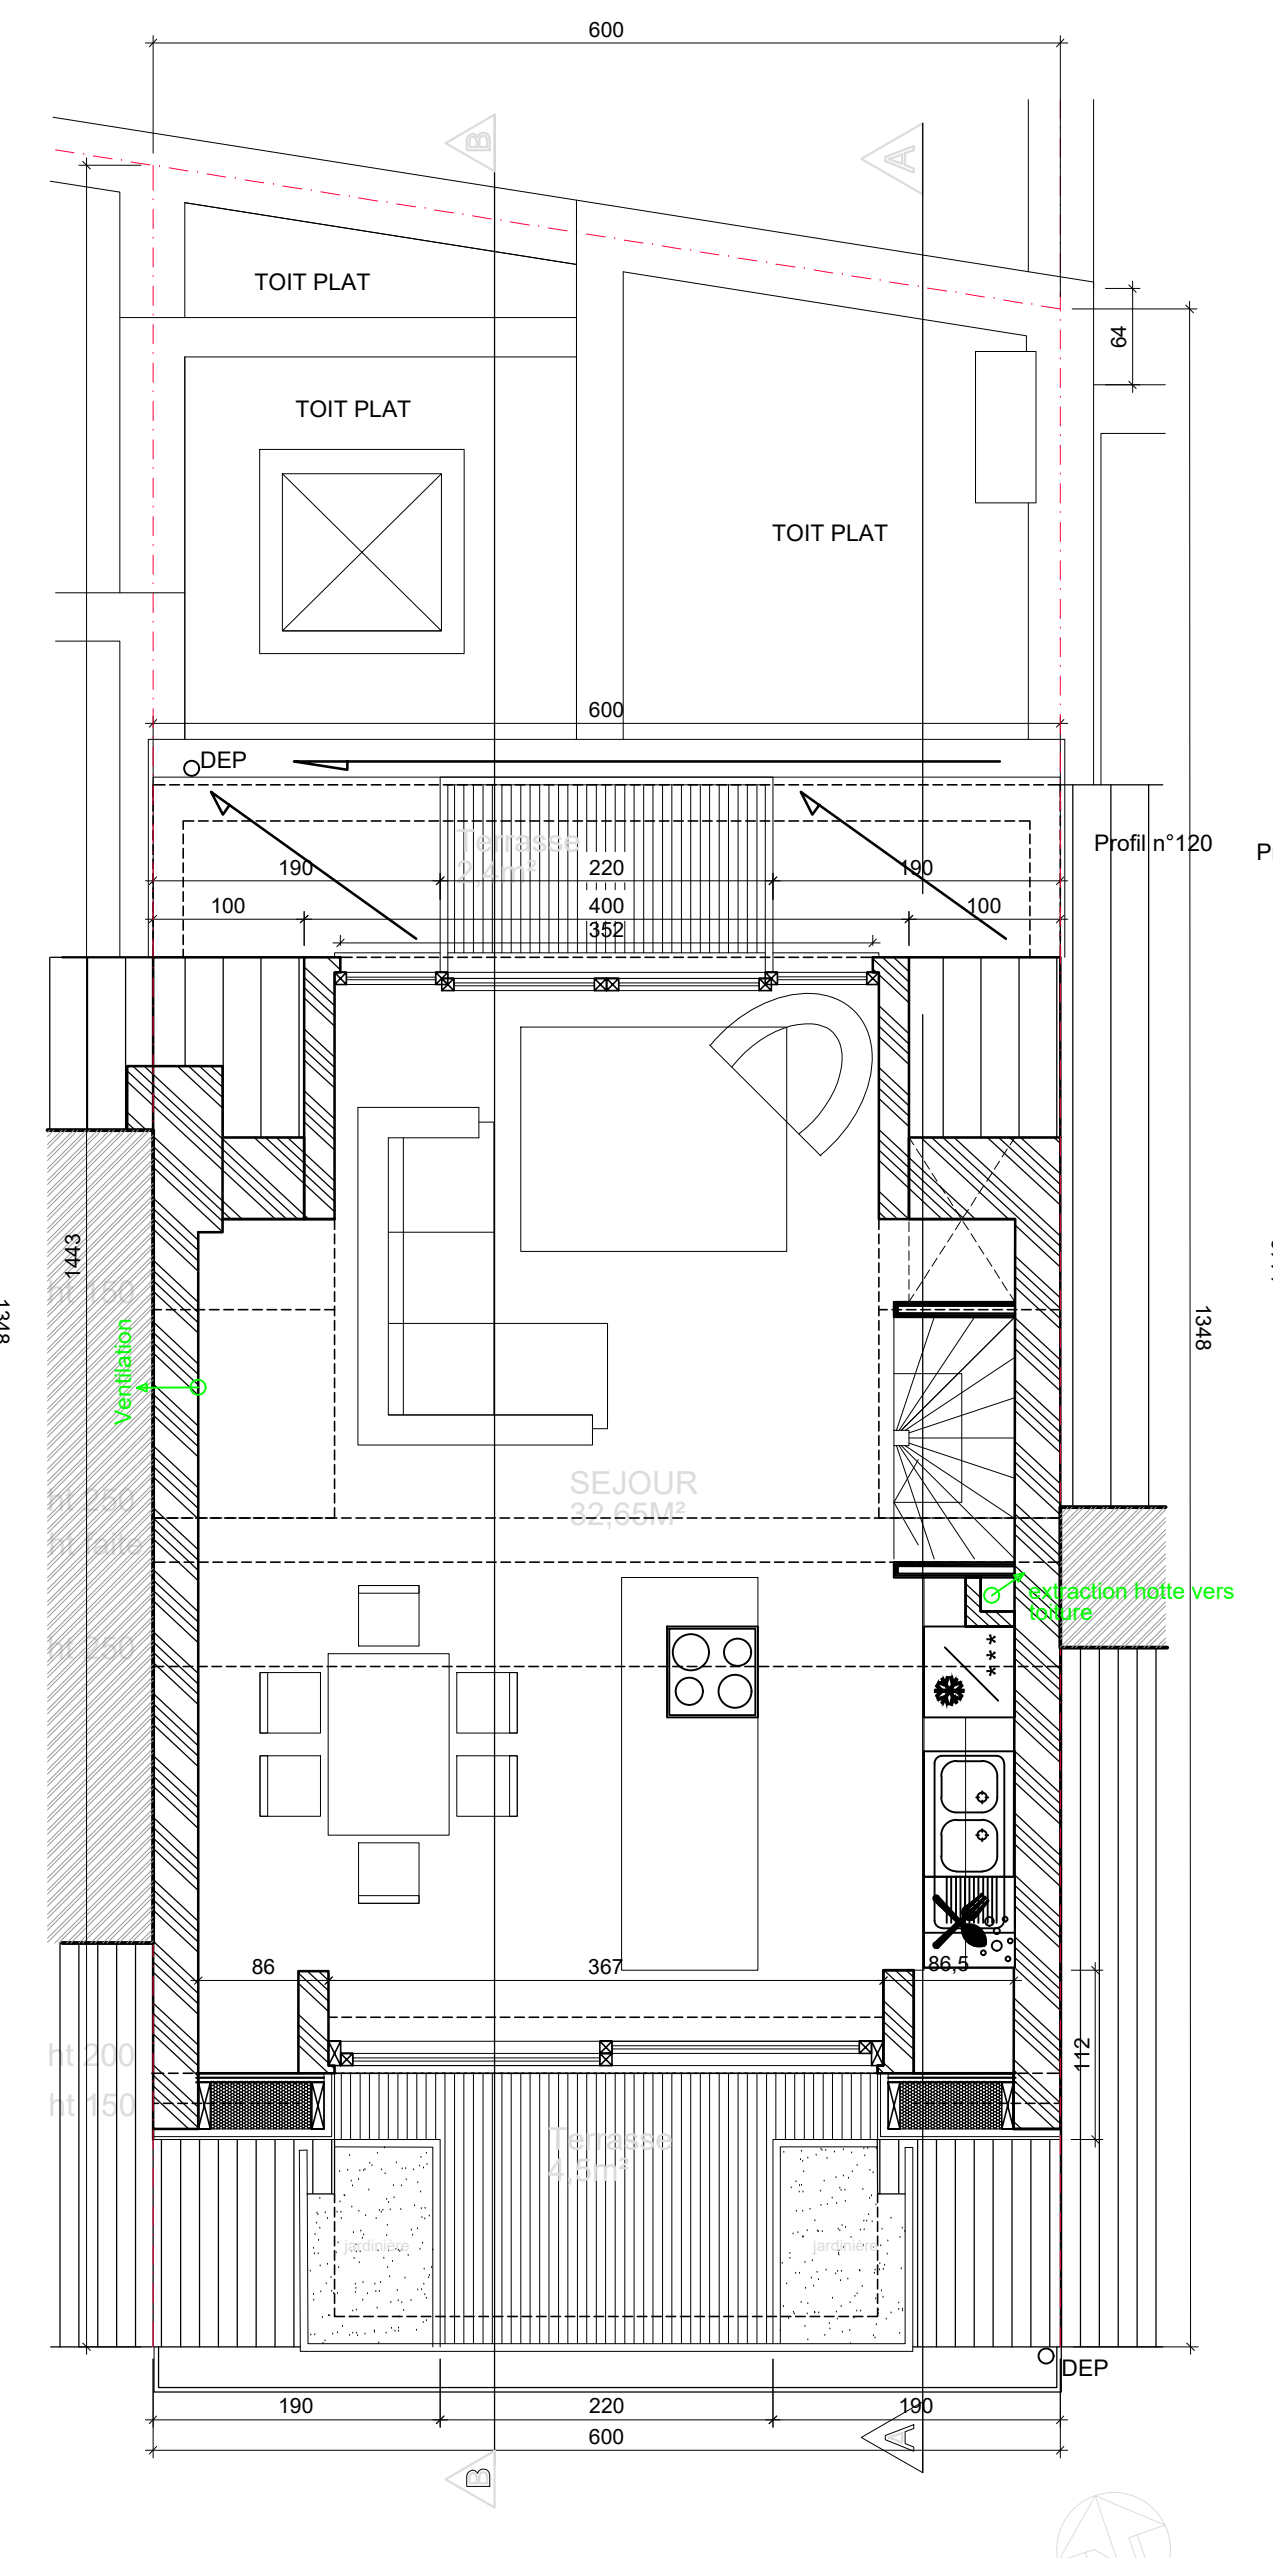 600
B
A
TOIT PLAT
64
TOIT PLAT
TOIT PLAT
600
DEP
Terrasse
2,4m²
Profil n°120
190
220
190
100
400
100
352
1443
ht 150
1348
1348
Ventilation
SEJOUR
32,65M²
ht 250
ht faîte
extraction hotte vers
toiture
ht 250
86
367
86,5
112
ht 200
ht 150
Terrasse
4,5m²
jardinière
jardinière
DEP
190
220
190
600
A
B